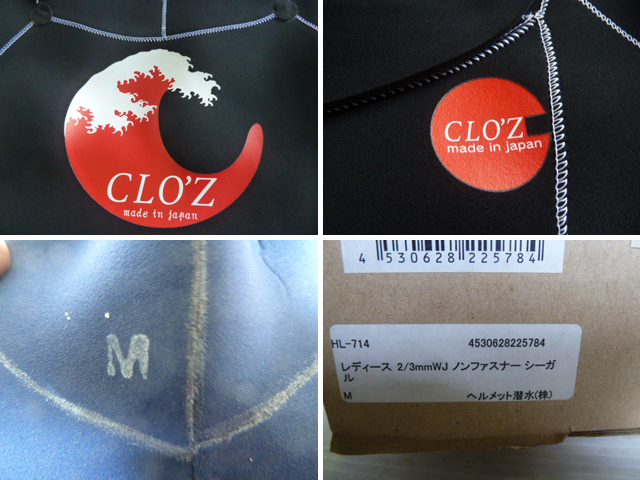 CLO'Z
made in japan
CLO'Z
made in japan
M
4 530628 225784
HL-714 4530628225784
レディース 2/3mmWJ ノンファスナー シーガ
ル
M ヘルメット潜水(株)